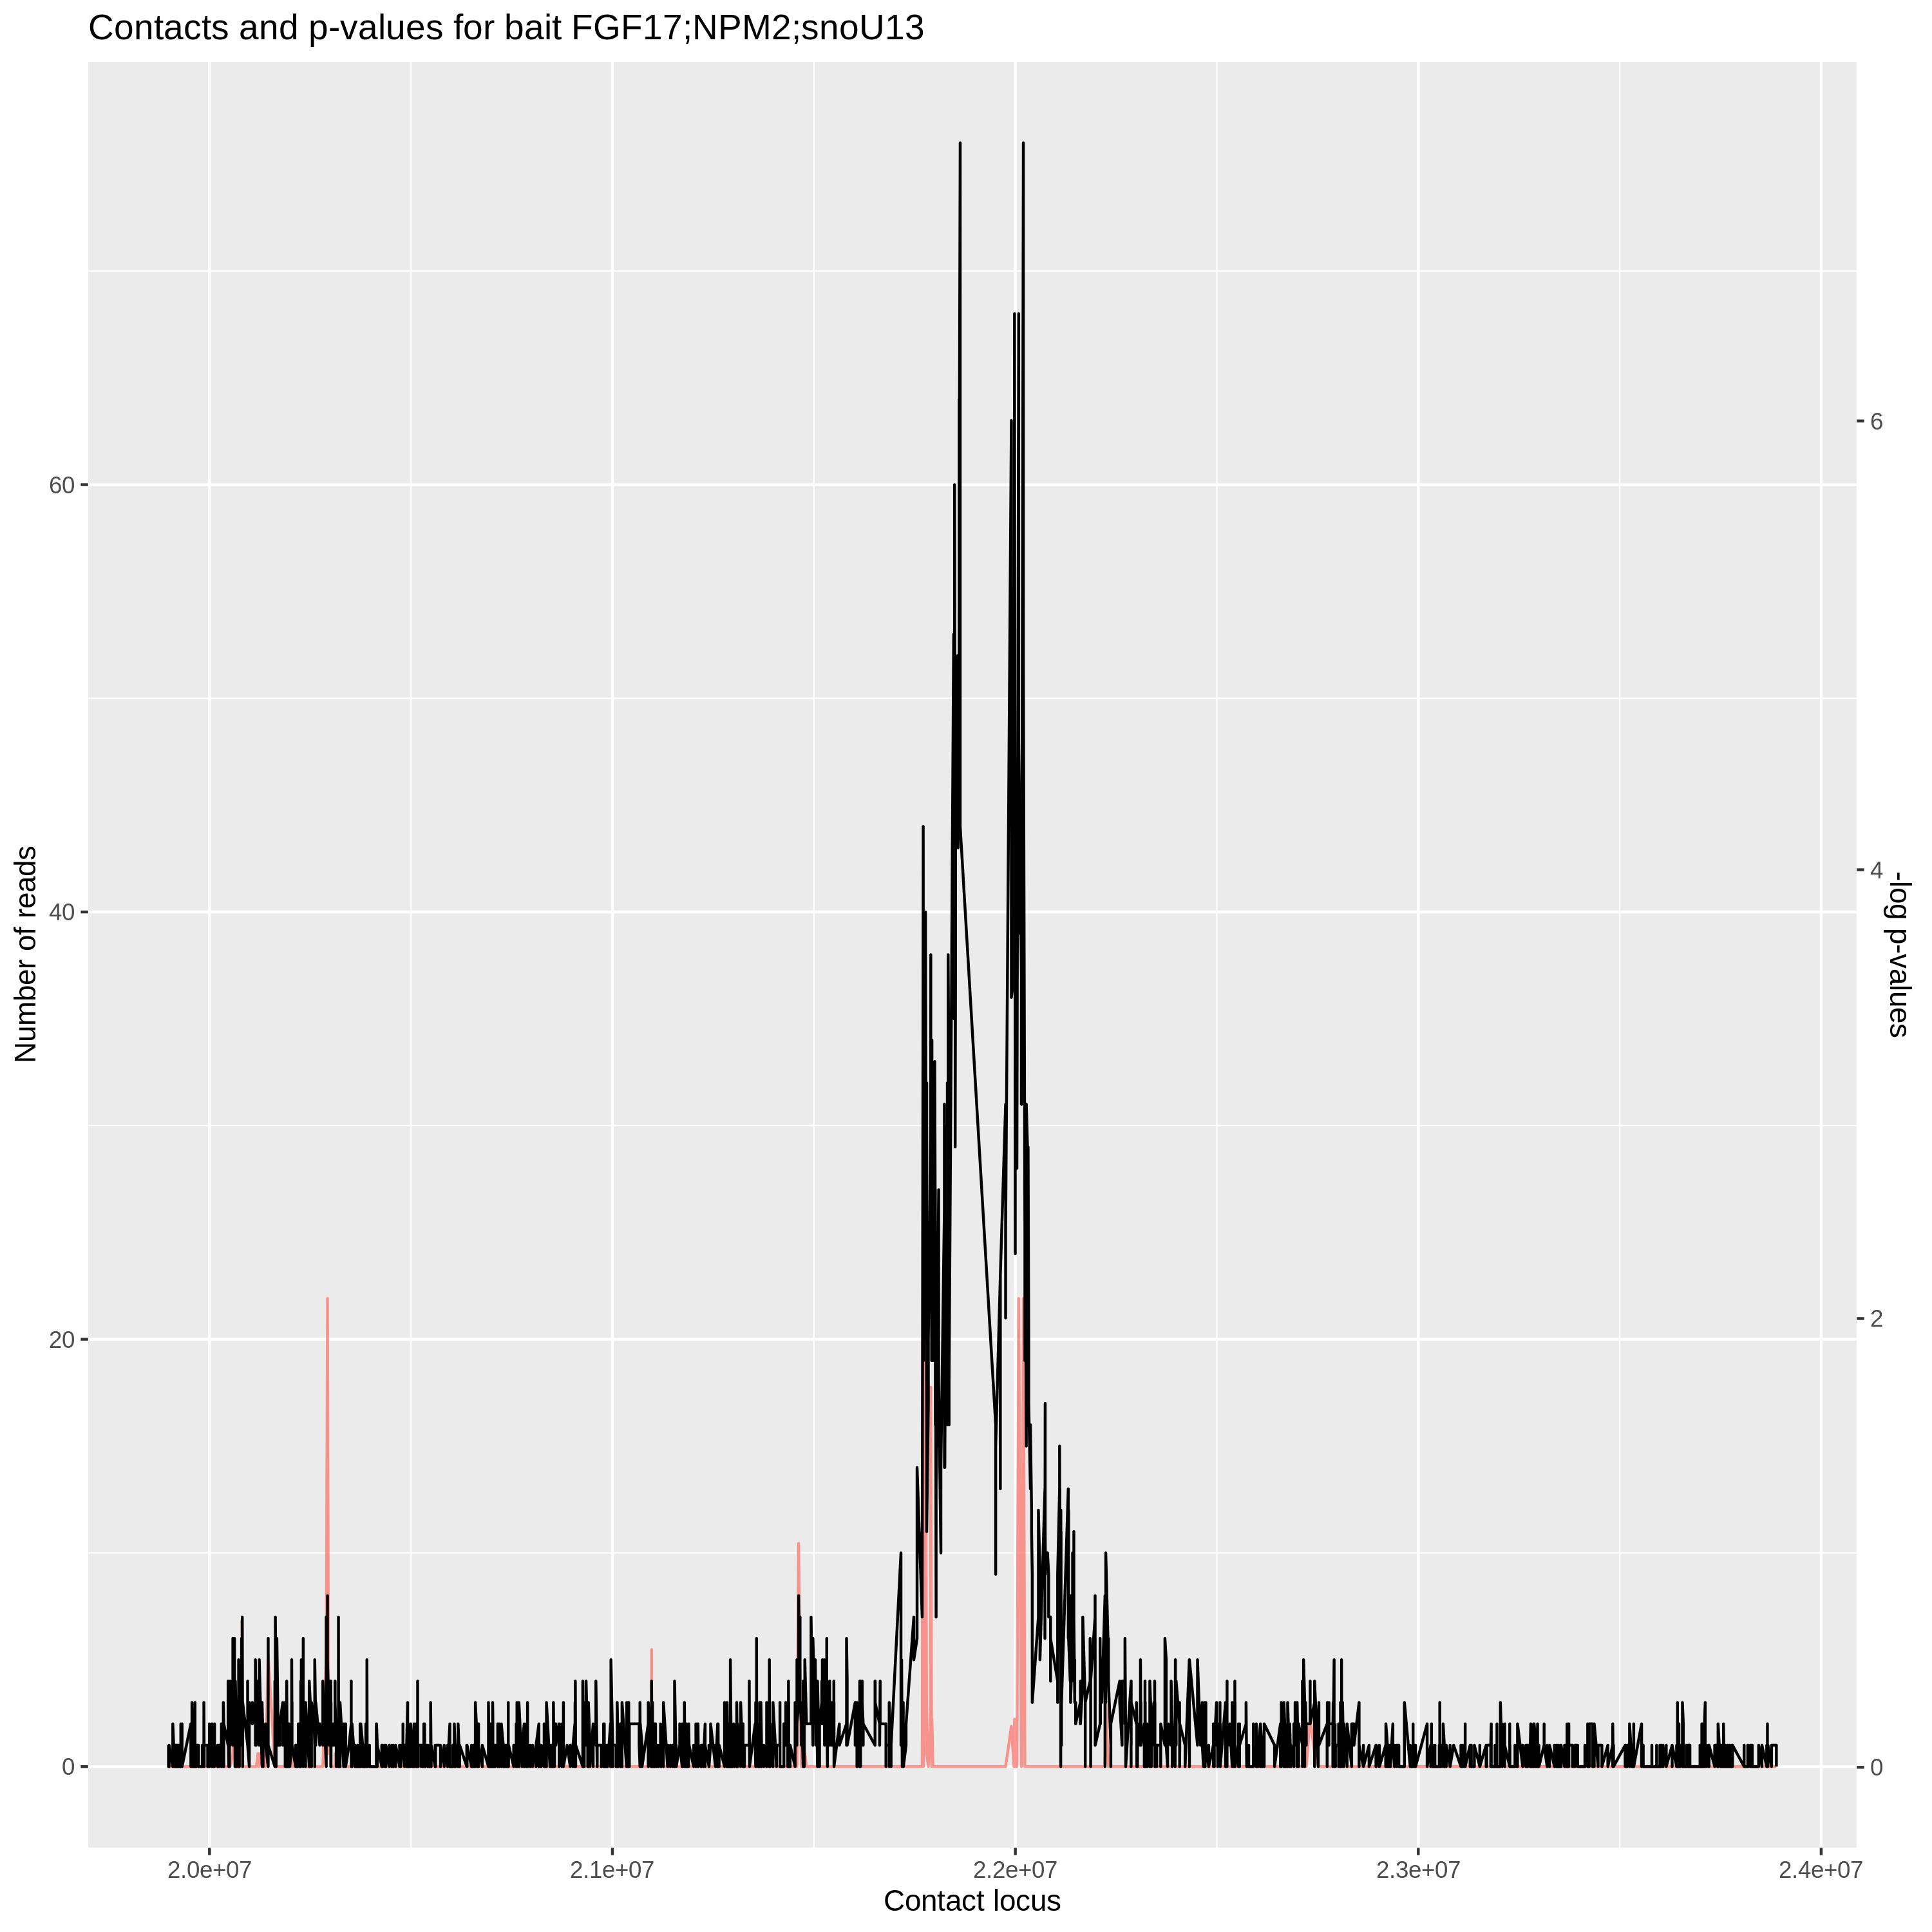 Contacts and p-values for bait FGF17;NPM2;snoU13
Number of reads
60
40
20
0
6
4
2
0
-log p-values
2.0e+07
2.1e+07
2.2e+07
2.3e+07
2.4e+07
Contact locus